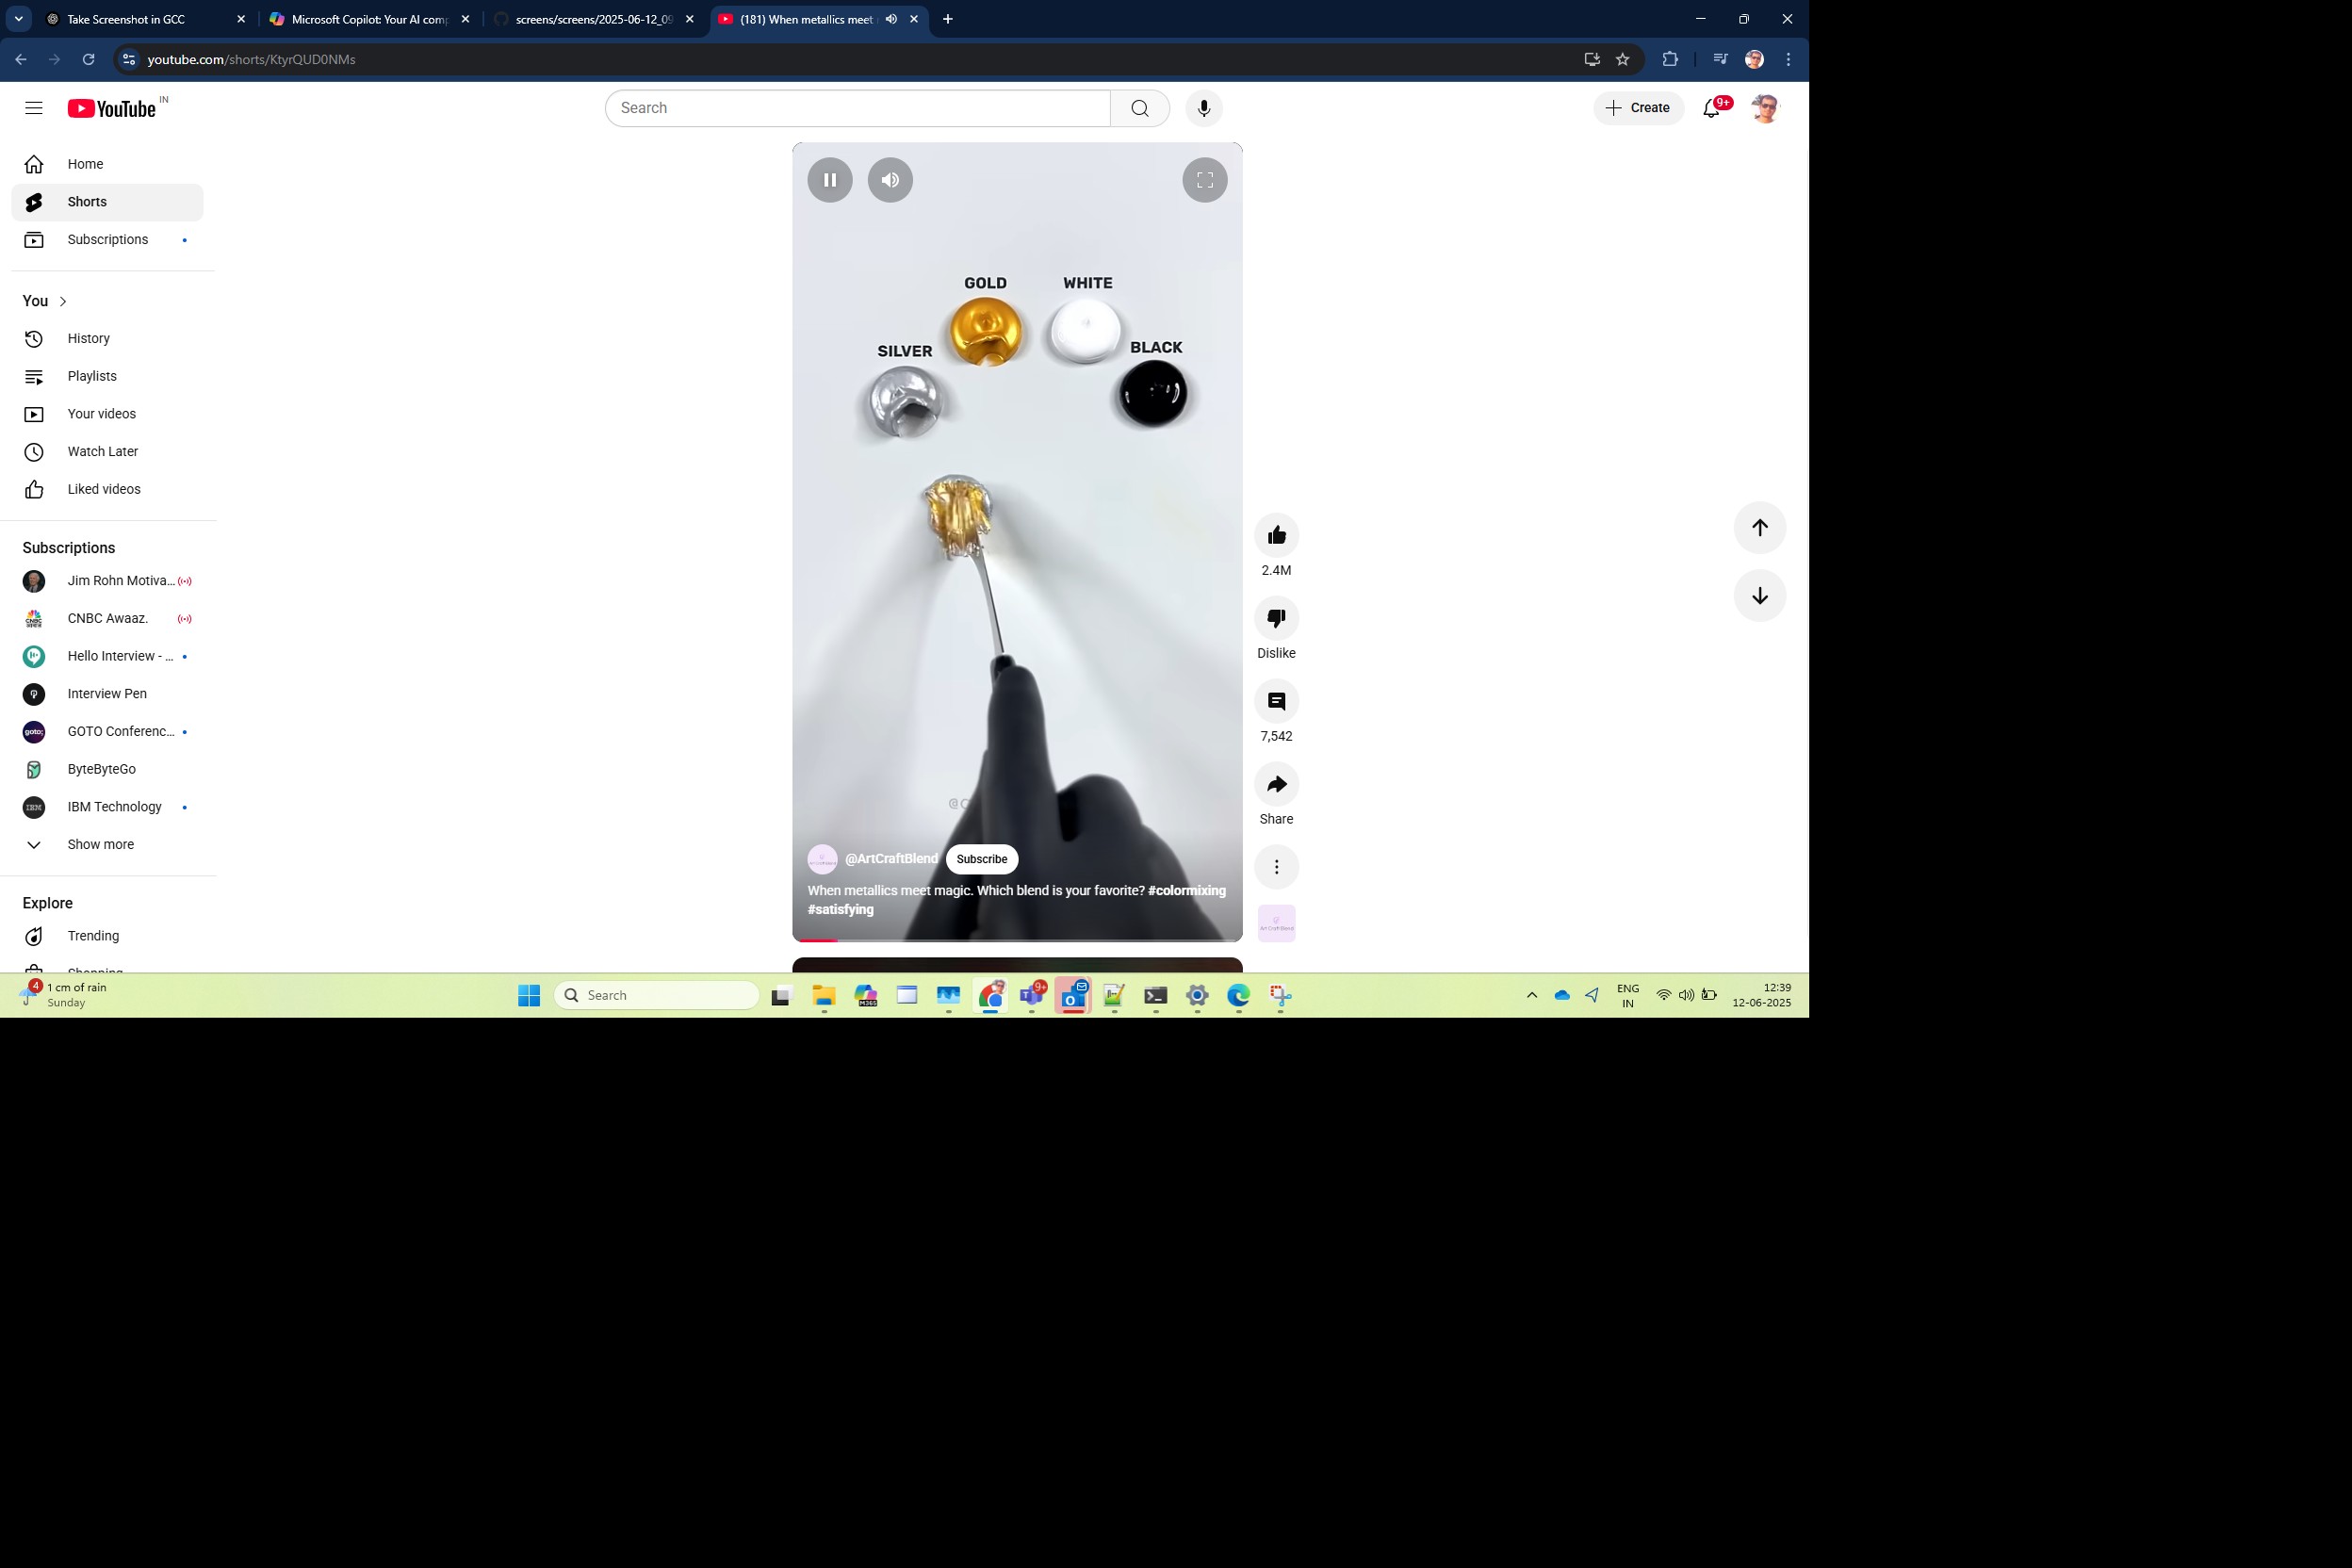 Take Screenshot in GCC
Microsoft Copilot: Your AI comp
screens/screens/2025-06-12_09
(181) When metallics meet
youtube.com/shorts/KtyrQUD0NMs
YouTube IN
Search
Create
9+
Home
Shorts
Subscriptions
You
History
Playlists
Your videos
Watch Later
Liked videos
Subscriptions
Jim Rohn Motiva...
CNBC Awaaz.
Hello Interview - ...
Interview Pen
GOTO Conferenc...
ByteByteGo
IBM Technology
Show more
Explore
Trending
Shopping
GOLD
WHITE
SILVER
BLACK
@ArtCraftBlend
Subscribe
When metallics meet magic. Which blend is your favorite? #colormixing
#satisfying
2.4M
Dislike
7,542
Share
4
1 cm of rain
Sunday
Search
M365
9+
ENG
IN
12:39
12-06-2025